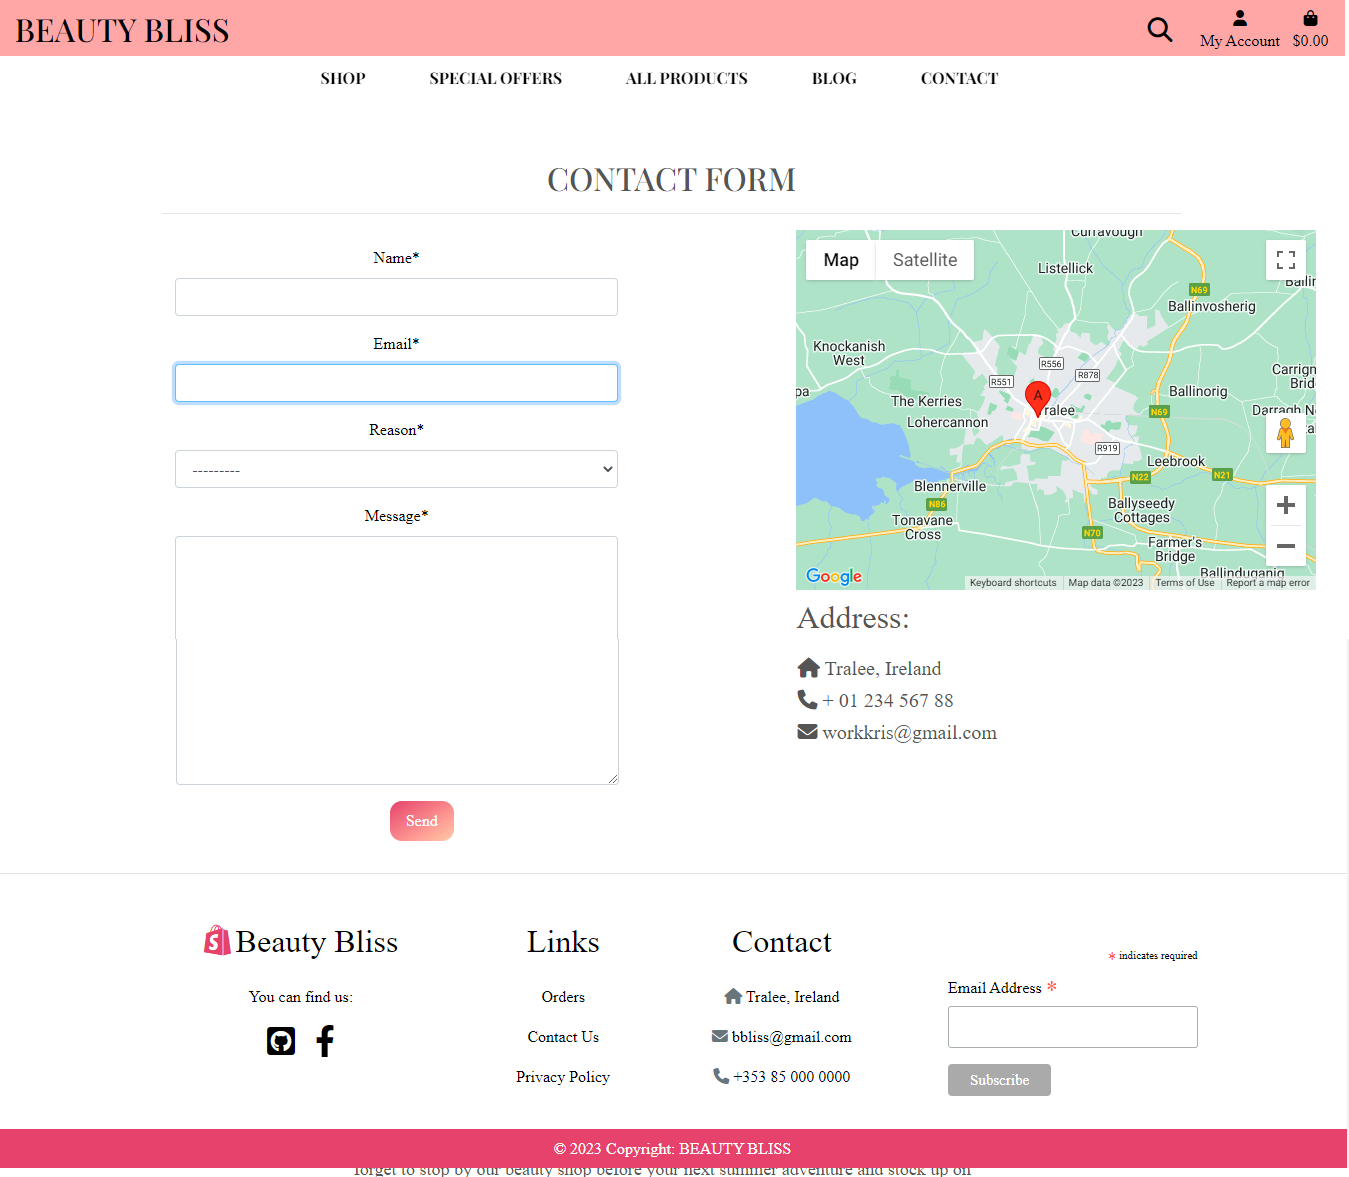 BEAUTY BLISS
My Account
$0.00
SHOP
SPECIAL OFFERS
ALL PRODUCTS
BLOG
CONTACT
CONTACT FORM
Name*
Email*
Reason*
---------
Message*
Send
Map
Satellite
Curravough
Listellick
N69
Ballinvosherig
Knockanish
West
R556
R878
R551
Ballinorig
The Kerries
A
Tralee
N69
Lohercannon
R919
Leebrook
N22
N21
Blennerville
N86
Ballyseedy
Cottages
Tonavane
Cross
N70
Farmer's
Bridge
Ballinduganig
Google
Keyboard shortcuts
Map data ©2023
Terms of Use
Report a map error
Address:
Tralee, Ireland
+ 01 234 567 88
workkris@gmail.com
Beauty Bliss
You can find us:
Links
Orders
Contact Us
Privacy Policy
Contact
Tralee, Ireland
bbliss@gmail.com
+353 85 000 0000
* indicates required
Email Address *
Subscribe
© 2023 Copyright: BEAUTY BLISS
forget to stop by our beauty shop before your next summer adventure and stock up on